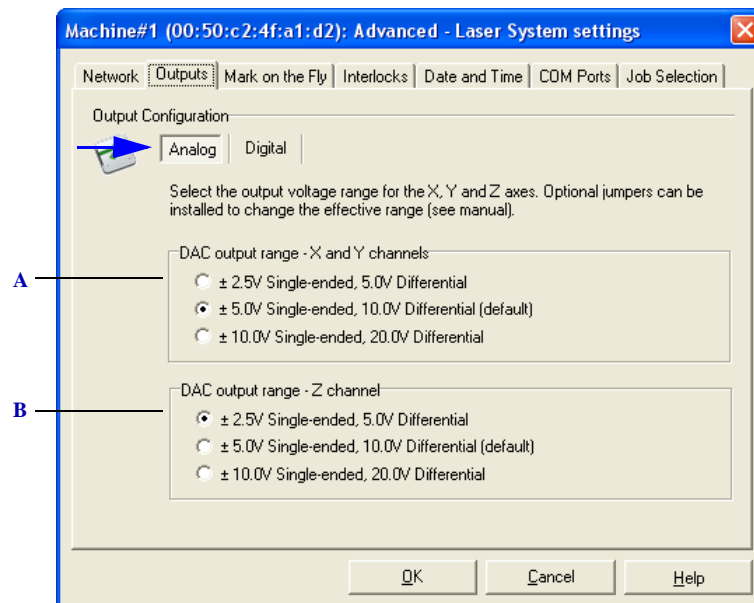 Machine#1 (00:50:c2:4f:a1:d2): Advanced - Laser System settings
Network Outputs Mark on the Fly Interlocks Date and Time COM Ports Job Selection
Output Configuration
Analog Digital
Select the output voltage range for the X, Y and Z axes. Optional jumpers can be
installed to change the effective range (see manual).
DAC output range - X and Y channels
A
± 2.5V Single-ended, 5.0V Differential
± 5.0V Single-ended, 10.0V Differential (default)
± 10.0V Single-ended, 20.0V Differential
DAC output range - Z channel
B
± 2.5V Single-ended, 5.0V Differential
± 5.0V Single-ended, 10.0V Differential (default)
± 10.0V Single-ended, 20.0V Differential
OK Cancel Help